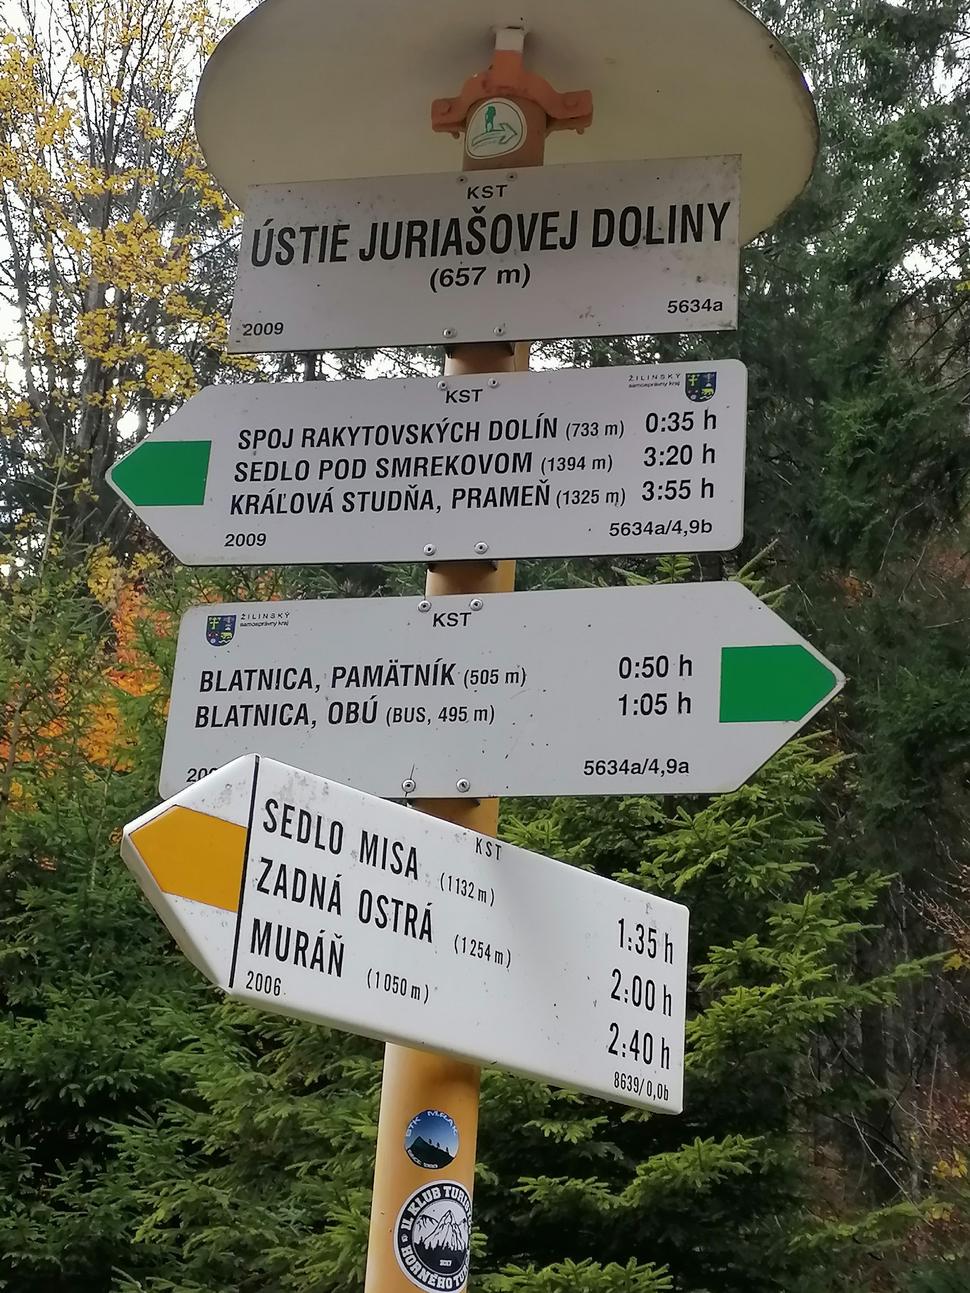 KST
ÚSTIE JURIAŠOVEJ DOLINY
(657 m)
2009 5634a
ŽILINSKÝ
samosprávny kraj
KST
SPOJ RAKYTOVSKÝCH DOLÍN (733 m) 0:35 h
SEDLO POD SMREKOVOM (1394 m) 3:20 h
KRÁĽOVÁ STUDŇA, PRAMEŇ (1325 m) 3:55 h
2009 5634a/4,9b
ŽILINSKÝ
samosprávny kraj
KST
BLATNICA, PAMÄTNÍK (505 m) 0:50 h
BLATNICA, OBÚ (BUS, 495 m) 1:05 h
5634a/4,9a
KST
SEDLO MISA (1132 m) 1:35 h
ZADNÁ OSTRÁ (1254 m) 2:00 h
MURÁŇ (1050 m) 2:40 h
2006 8639/0,0b
KLUB